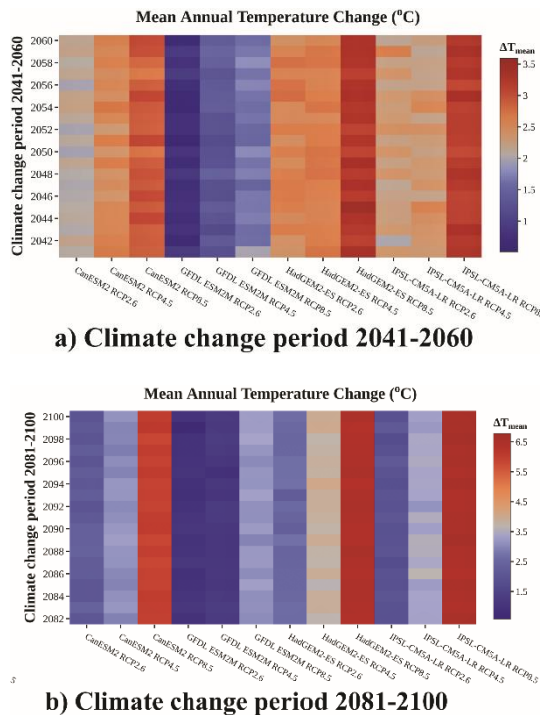 Mean Annual Temperature Change (°C)
Climate change period 2041-2060
2060
2058
2056
2054
2052
2050
2048
2046
2044
2042
ΔTmean
3.5
2.5
1.5
1
CanESM2 RCP2.6
CanESM2 RCP4.5
CanESM2 RCP8.5
GFDL ESM2M RCP2.6
GFDL ESM2M RCP4.5
GFDL ESM2M RCP8.5
HadGEM2-ES RCP2.6
HadGEM2-ES RCP4.5
HadGEM2-ES RCP8.5
IPSL-CM5A-LR RCP2.6
IPSL-CM5A-LR RCP4.5
IPSL-CM5A-LR RCP8.5
a) Climate change period 2041-2060
Mean Annual Temperature Change (°C)
Climate change period 2081-2100
2100
2098
2096
2094
2092
2090
2088
2086
2084
2082
ΔTmean
6.5
5.5
4.5
3.5
2.5
1.5
CanESM2 RCP2.6
CanESM2 RCP4.5
CanESM2 RCP8.5
GFDL ESM2M RCP2.6
GFDL ESM2M RCP4.5
GFDL ESM2M RCP8.5
HadGEM2-ES RCP2.6
HadGEM2-ES RCP4.5
HadGEM2-ES RCP8.5
IPSL-CM5A-LR RCP2.6
IPSL-CM5A-LR RCP4.5
IPSL-CM5A-LR RCP8.5
5
b) Climate change period 2081-2100